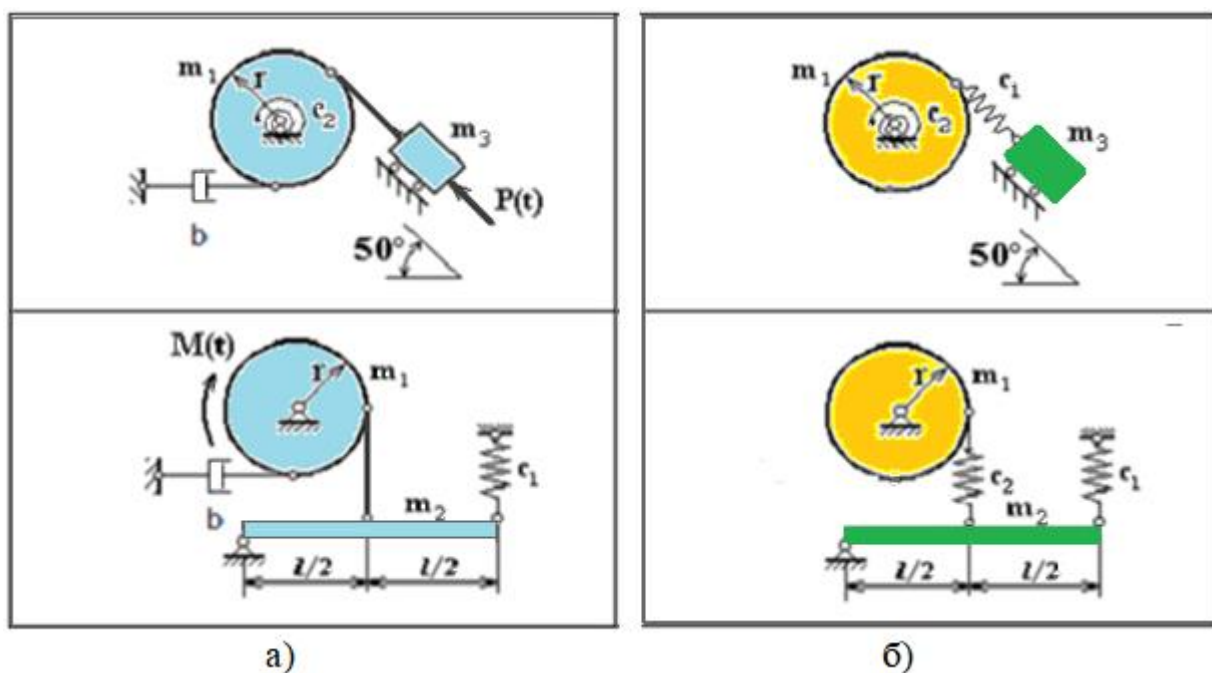 m₁
r
c₂
m₃
P(t)
b
50°
m₁
r
c₂
c₁
m₃
50°
M(t)
r
m₁
c₁
b
m₂
l/2
l/2
r
m₁
c₂
c₁
m₂
l/2
l/2
а)
б)